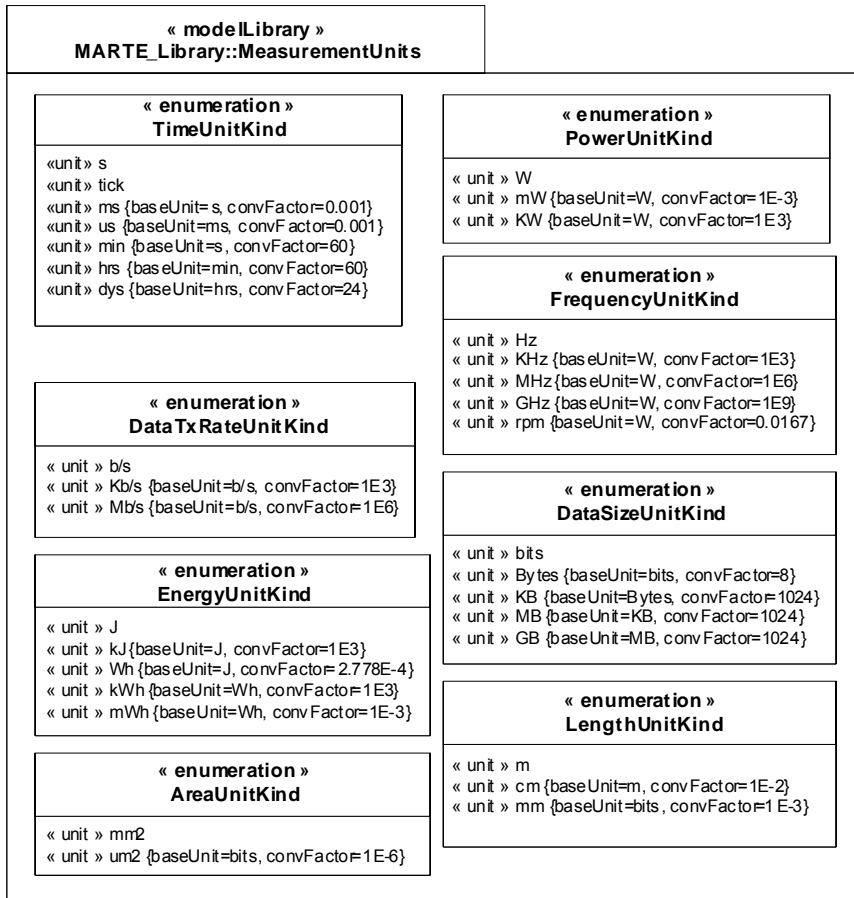 « modelLibrary »
MARTE_Library::MeasurementUnits
« enumeration »
TimeUnitKind
«unit» s
«unit» tick
«unit» ms {baseUnit=s, convFactor=0.001}
«unit» us {baseUnit=ms, convFactor=0.001}
«unit» min {baseUnit=s, convFactor=60}
«unit» hrs {baseUnit=min, convFactor=60}
«unit» dys {baseUnit=hrs, convFactor=24}
« enumeration »
PowerUnitKind
« unit » W
« unit » mW {baseUnit=W, convFactor=1E-3}
« unit » KW {baseUnit=W, convFactor=1E3}
« enumeration »
FrequencyUnitKind
« unit » Hz
« unit » KHz {baseUnit=W, convFactor=1E3}
« unit » MHz {baseUnit=W, convFactor=1E6}
« unit » GHz {baseUnit=W, convFactor=1E9}
« unit » rpm {baseUnit=W, convFactor=0.0167}
« enumeration »
DataTxRateUnitKind
« unit » b/s
« unit » Kb/s {baseUnit=b/s, convFactor=1E3}
« unit » Mb/s {baseUnit=b/s, convFactor=1E6}
« enumeration »
DataSizeUnitKind
« unit » bits
« unit » Bytes {baseUnit=bits, convFactor=8}
« unit » KB {baseUnit=Bytes, convFactor=1024}
« unit » MB {baseUnit=KB, convFactor=1024}
« unit » GB {baseUnit=MB, convFactor=1024}
« enumeration »
EnergyUnitKind
« unit » J
« unit » kJ{baseUnit=J, convFactor=1E3}
« unit » Wh {baseUnit=J, convFactor=2.778E-4}
« unit » kWh {baseUnit=Wh, convFactor=1E3}
« unit » mWh {baseUnit=Wh, convFactor=1E-3}
« enumeration »
LengthUnitKind
« unit » m
« unit » cm {baseUnit=m, convFactor=1E-2}
« unit » mm {baseUnit=bits, convFactor=1E-3}
« enumeration »
AreaUnitKind
« unit » mm2
« unit » um2 {baseUnit=bits, convFactor=1E-6}